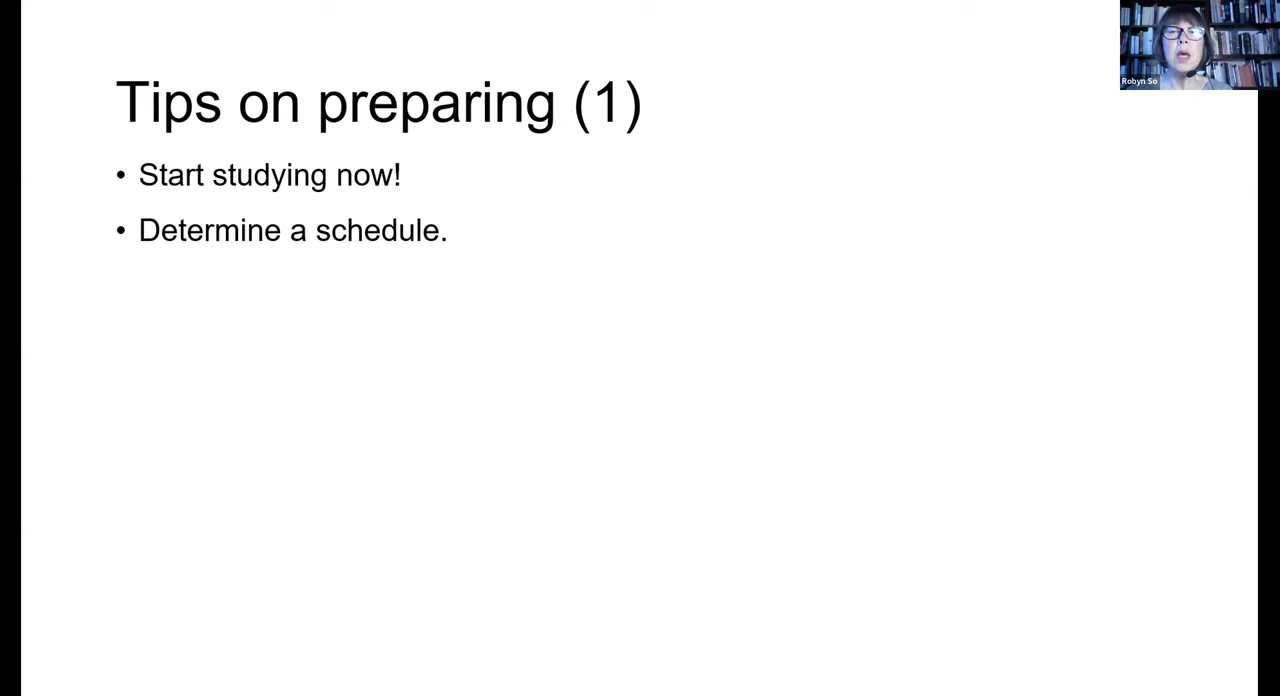 Tips on preparing (1)
• Start studying now!
• Determine a schedule.
Robyn So